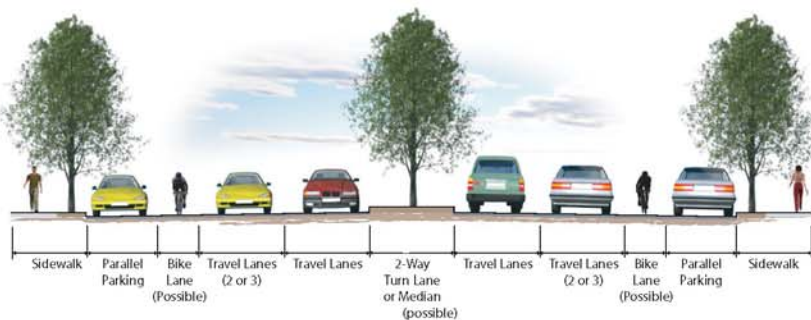 Sidewalk
Parallel
Parking
Bike
Lane
(Possible)
Travel Lanes
(2 or 3)
Travel Lanes
2-Way
Turn Lane
or Median
(possible)
Travel Lanes
Travel Lanes
(2 or 3)
Bike
Lane
(Possible)
Parallel
Parking
Sidewalk